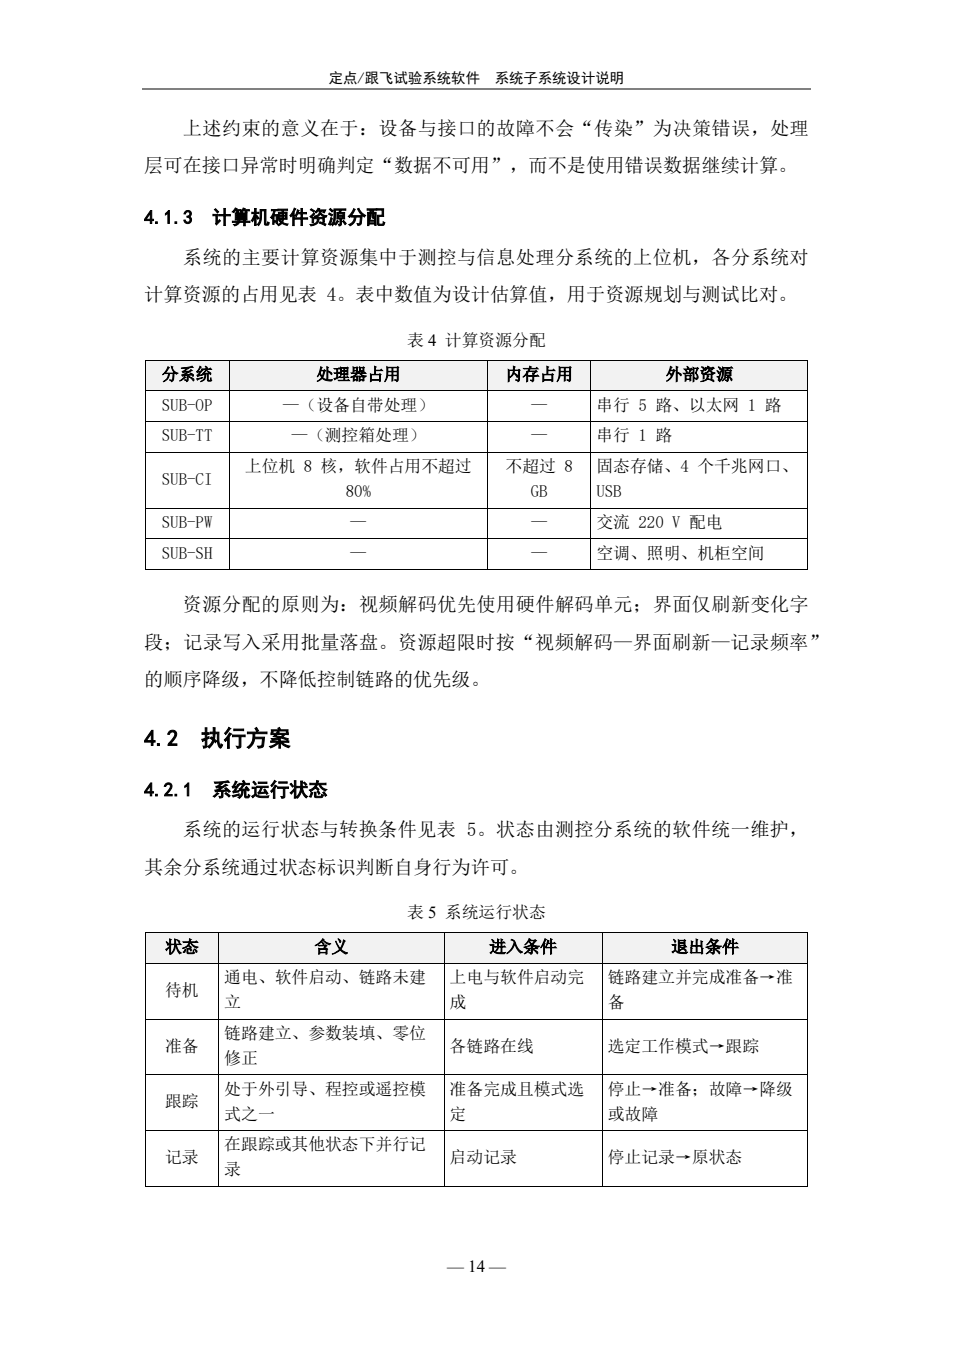 定点/跟飞试验系统软件　系统子系统设计说明
上述约束的意义在于：设备与接口的故障不会“传染”为决策错误，处理
层可在接口异常时明确判定“数据不可用”，而不是使用错误数据继续计算。
4.1.3　计算机硬件资源分配
系统的主要计算资源集中于测控与信息处理分系统的上位机，各分系统对
计算资源的占用见表 4。表中数值为设计估算值，用于资源规划与测试比对。
表 4 计算资源分配
分系统 处理器占用 内存占用 外部资源
SUB-OP —（设备自带处理） — 串行 5 路、以太网 1 路
SUB-TT —（测控箱处理） — 串行 1 路
SUB-CI 上位机 8 核，软件占用不超过 不超过 8 固态存储、4 个千兆网口、
80% GB USB
SUB-PW — — 交流 220 V 配电
SUB-SH — — 空调、照明、机柜空间
资源分配的原则为：视频解码优先使用硬件解码单元；界面仅刷新变化字
段；记录写入采用批量落盘。资源超限时按“视频解码—界面刷新—记录频率”
的顺序降级，不降低控制链路的优先级。
4.2　执行方案
4.2.1　系统运行状态
系统的运行状态与转换条件见表 5。状态由测控分系统的软件统一维护，
其余分系统通过状态标识判断自身行为许可。
表 5 系统运行状态
状态 含义 进入条件 退出条件
待机 通电、软件启动、链路未建 上电与软件启动完 链路建立并完成准备→准
立 成 备
准备 链路建立、参数装填、零位 各链路在线 选定工作模式→跟踪
修正
跟踪 处于外引导、程控或遥控模 准备完成且模式选 停止→准备；故障→降级
式之一 定 或故障
记录 在跟踪或其他状态下并行记 启动记录 停止记录→原状态
录
— 14 —